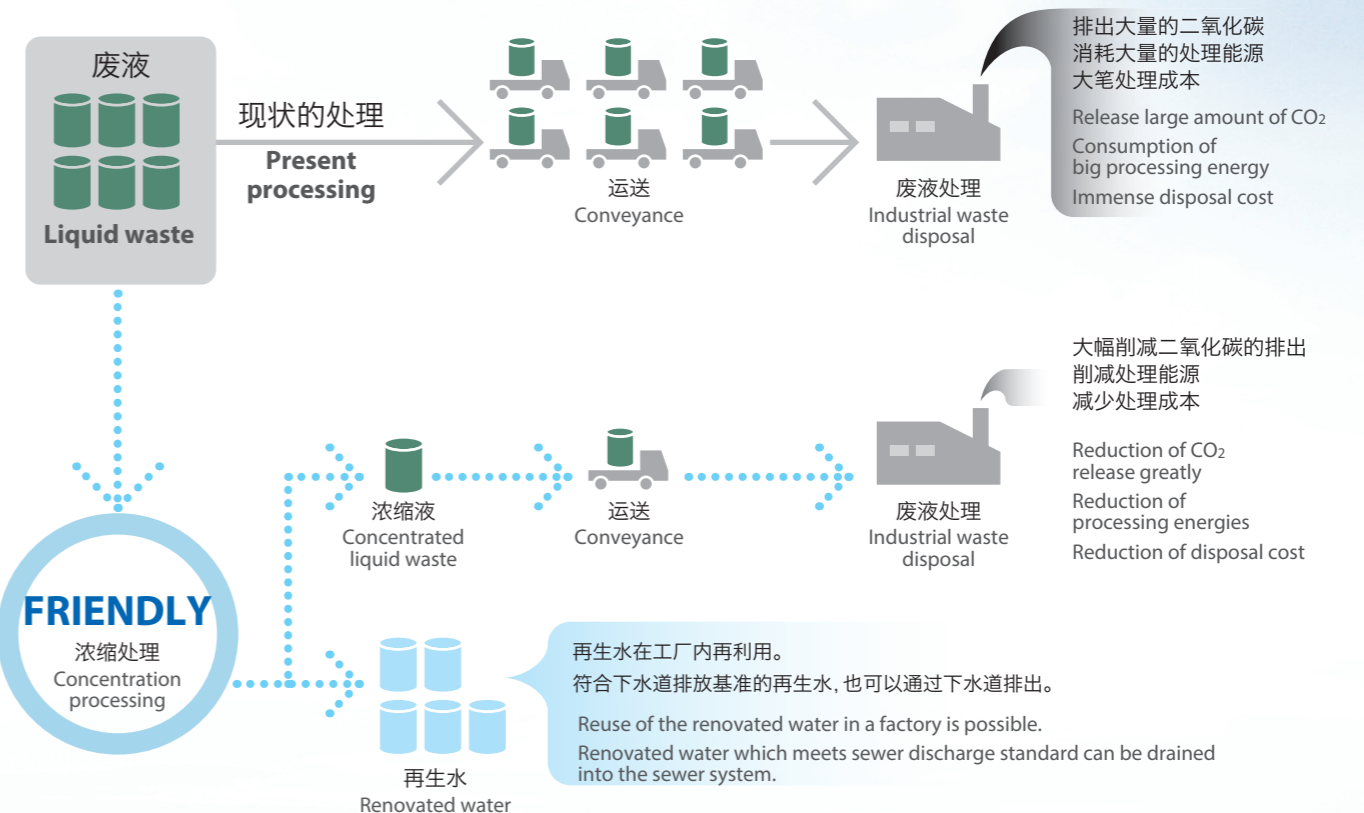 废液
Liquid waste
现状的处理
Present
processing
运送
Conveyance
废液处理
Industrial waste
disposal
排出大量的二氧化碳
消耗大量的处理能源
大笔处理成本
Release large amount of CO2
Consumption of
big processing energy
Immense disposal cost
FRIENDLY
浓缩处理
Concentration
processing
浓缩液
Concentrated
liquid waste
运送
Conveyance
废液处理
Industrial waste
disposal
大幅削减二氧化碳的排出
削减处理能源
减少处理成本
Reduction of CO2
release greatly
Reduction of
processing energies
Reduction of disposal cost
再生水
Renovated water
再生水在工厂内再利用。
符合下水道排放基准的再生水, 也可以通过下水道排出。
Reuse of the renovated water in a factory is possible.
Renovated water which meets sewer discharge standard can be drained
into the sewer system.